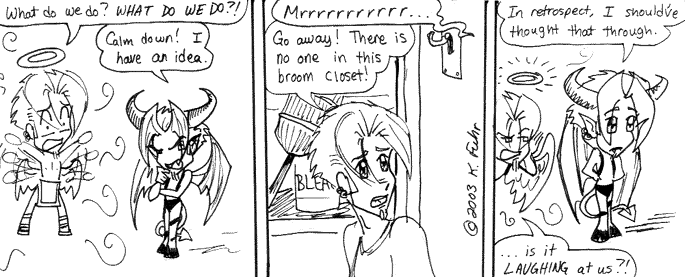 What do we do? WHAT DO WE DO?!
Calm down! I
have an idea.
Mrrrrrrrrrrr...
Go away! There is
no one in this
broom closet!
BLEA
© 2003 K. Fuhr
In retrospect, I should've
thought that through.
... is it
LAUGHING at us?!